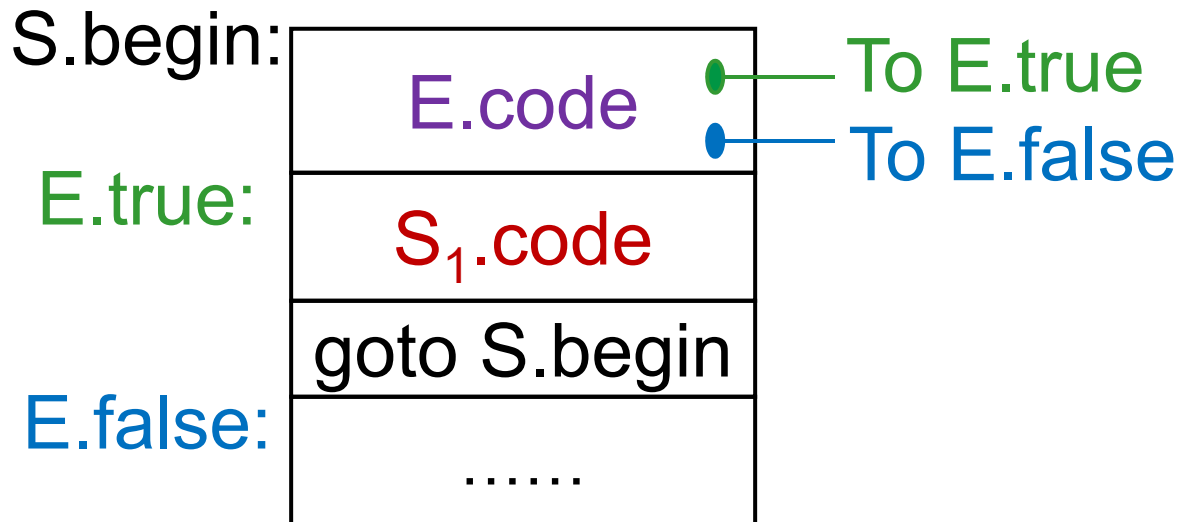 S.begin:
E.code
To E.true
To E.false
E.true:
S₁.code
goto S.begin
E.false:
......